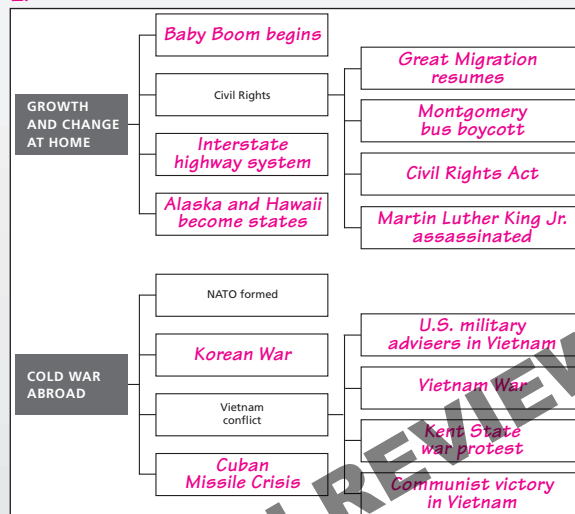 Baby Boom begins
Civil Rights
GROWTH
AND CHANGE
AT HOME
Interstate
highway system
Alaska and Hawaii
become states
Great Migration
resumes
Montgomery
bus boycott
Civil Rights Act
Martin Luther King Jr.
assassinated
NATO formed
Korean War
COLD WAR
ABROAD
Vietnam
conflict
Cuban
Missile Crisis
U.S. military
advisers in Vietnam
Vietnam War
Kent State
war protest
Communist victory
in Vietnam
REVIEW